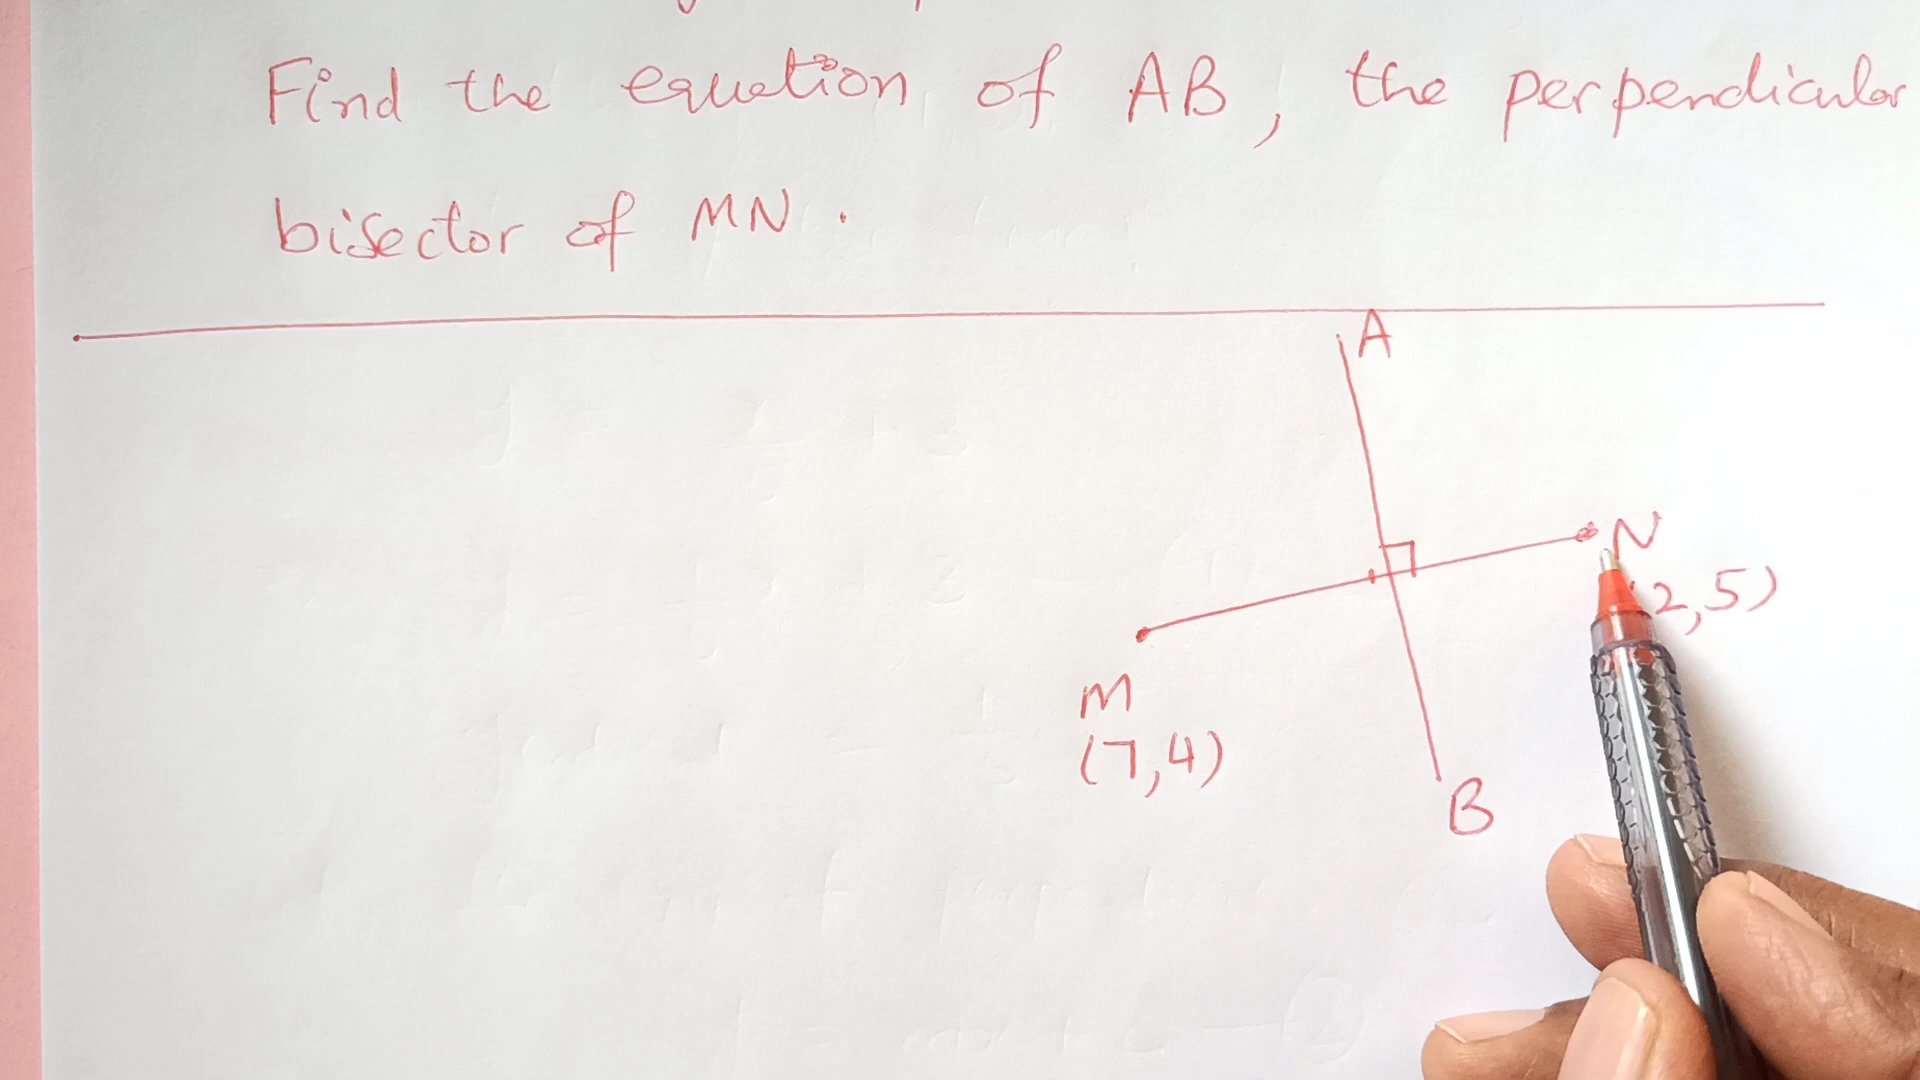 Find the equation of AB, the perpendicular
bisector of MN.
A
N
2,5)
M
(7,4)
B